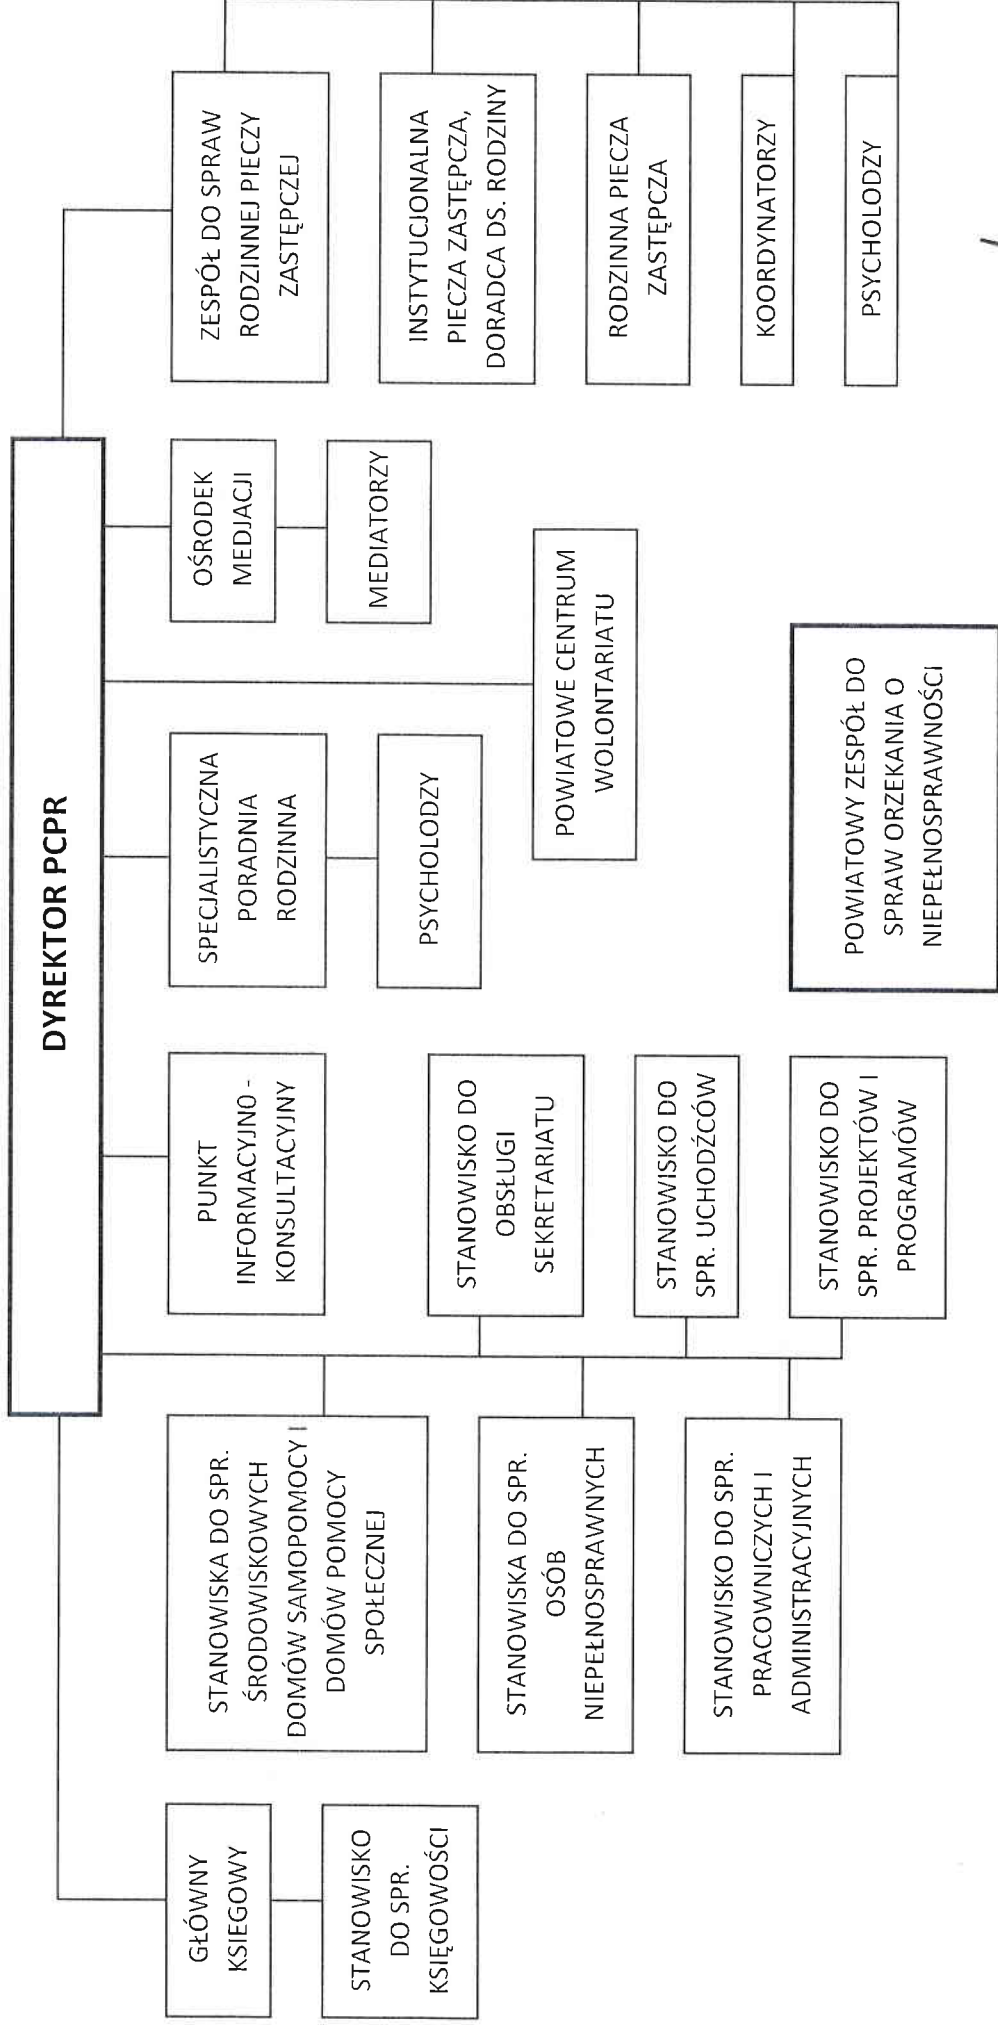 DYREKTOR PCPR
GŁÓWNY
KSIEGOWY
STANOWISKO
DO SPR.
KSIĘGOWOŚCI
STANOWISKA DO SPR.
ŚRODOWISKOWYCH
DOMÓW SAMOPOMOCY I
DOMÓW POMOCY
SPOŁECZNEJ
STANOWISKA DO SPR.
OSÓB
NIEPEŁNOSPRAWNYCH
STANOWISKO DO SPR.
PRACOWNICZYCH I
ADMINISTRACYJNYCH
PUNKT
INFORMACYJNO -
KONSULTACYJNY
STANOWISKO DO
OBSŁUGI
SEKRETARIATU
STANOWISKO DO
SPR. UCHODŹCÓW
STANOWISKO DO
SPR. PROJEKTÓW I
PROGRAMÓW
SPECJALISTYCZNA
PORADNIA
RODZINNA
PSYCHOLODZY
POWIATOWE CENTRUM
WOLONTARIATU
OŚRODEK
MEDJACJI
MEDIATORZY
POWIATOWY ZESPÓŁ DO
SPRAW ORZEKANIA O
NIEPEŁNOSPRAWNOŚCI
ZESPÓŁ DO SPRAW
RODZINNEJ PIECZY
ZASTĘPCZEJ
INSTYTUCJONALNA
PIECZA ZASTĘPCZA,
DORADCA DS. RODZINY
RODZINNA PIECZA
ZASTĘPCZA
KOORDYNATORZY
PSYCHOLODZY